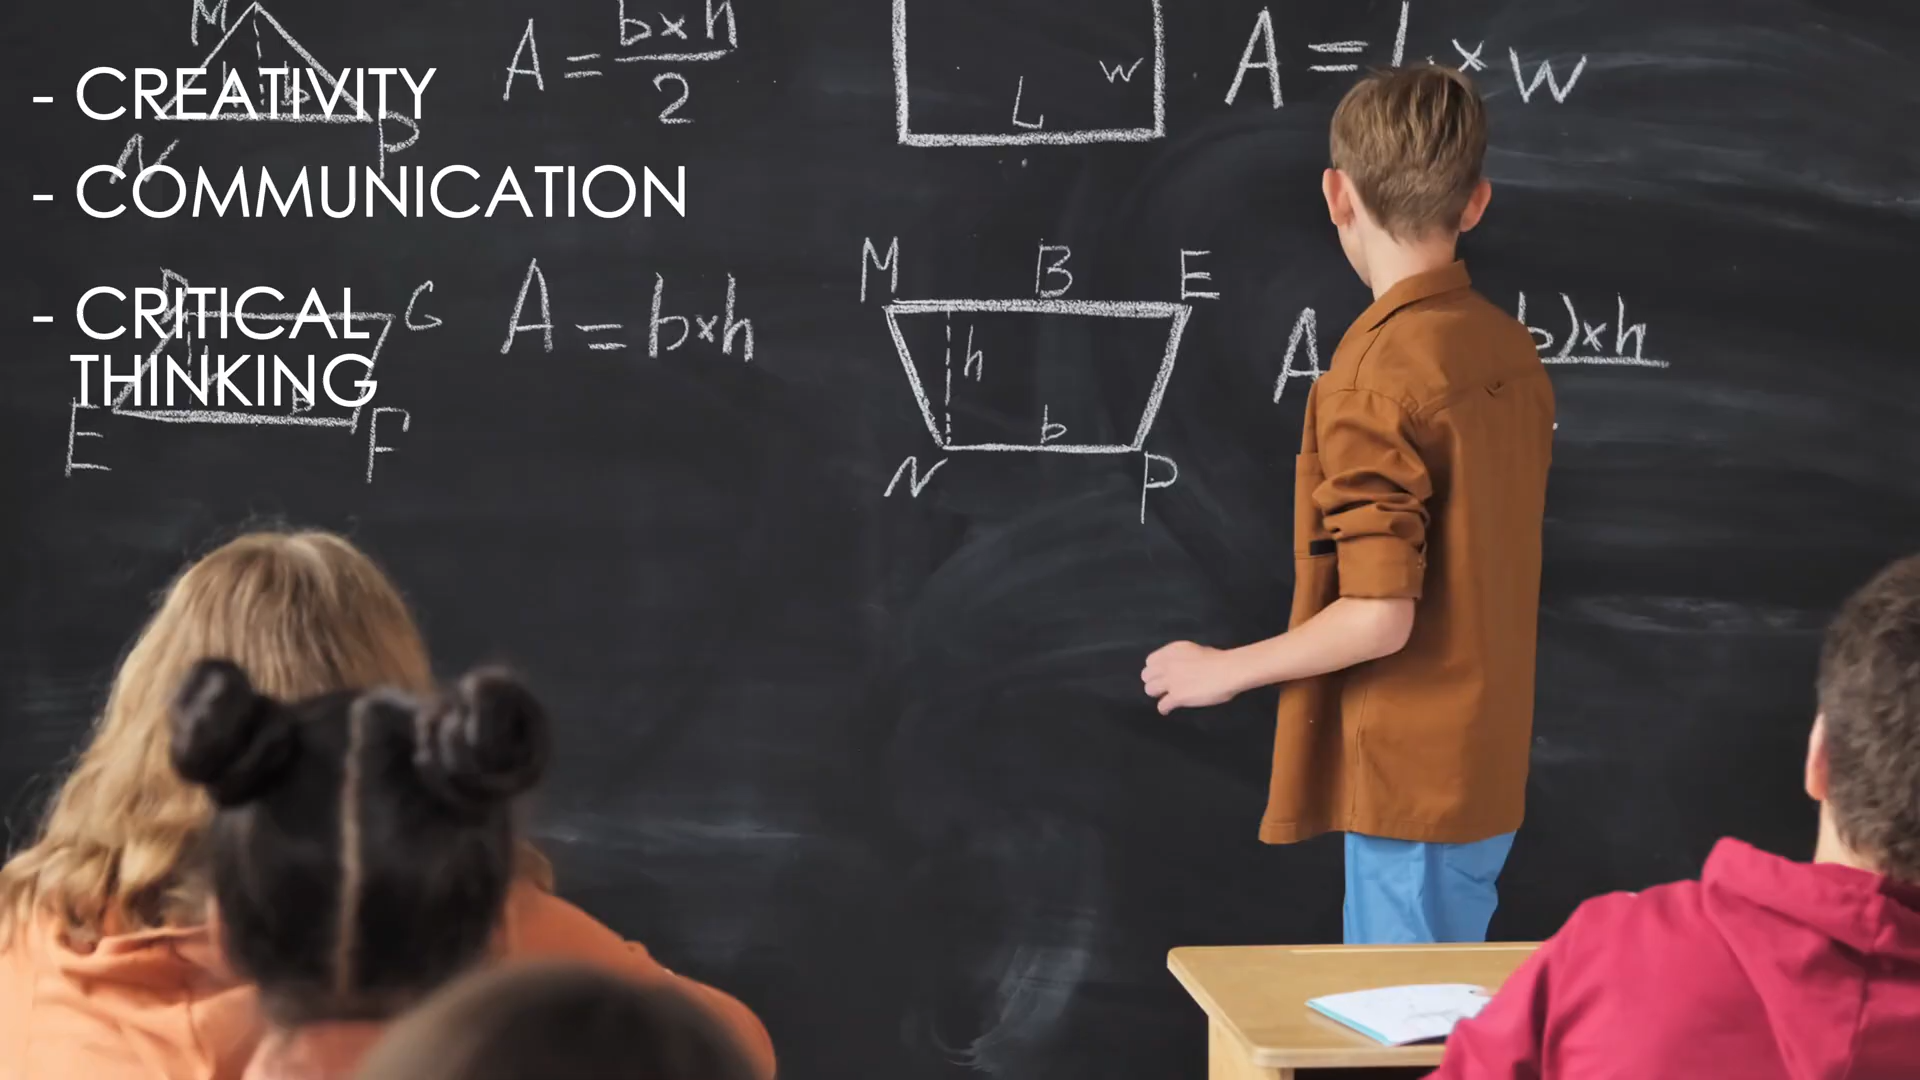 - CREATIVITY
- COMMUNICATION
- CRITICAL
THINKING
M
N
P
h
b
A = b×h
2
L
w
A = L × w
G
E
F
A = b×h
M
B
E
h
b
N
P
A
b)×h